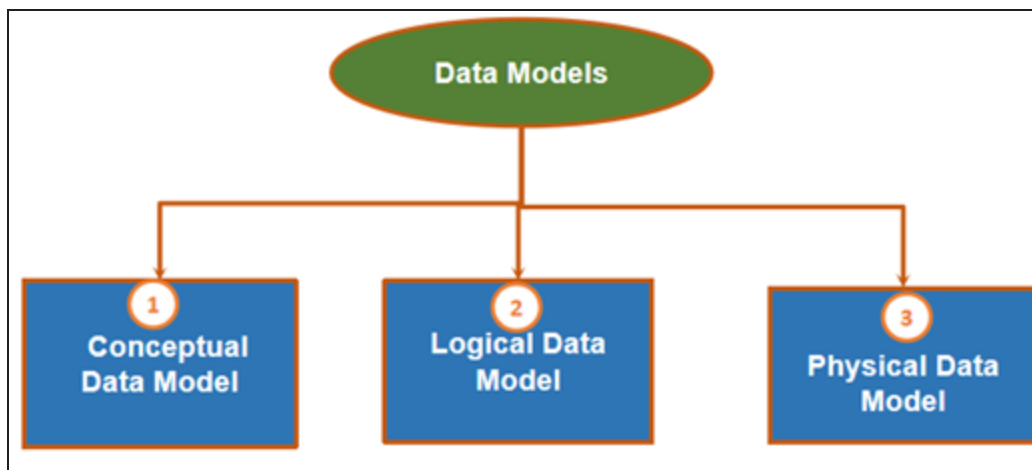 Data Models
1
Conceptual
Data Model
2
Logical Data
Model
3
Physical Data
Model